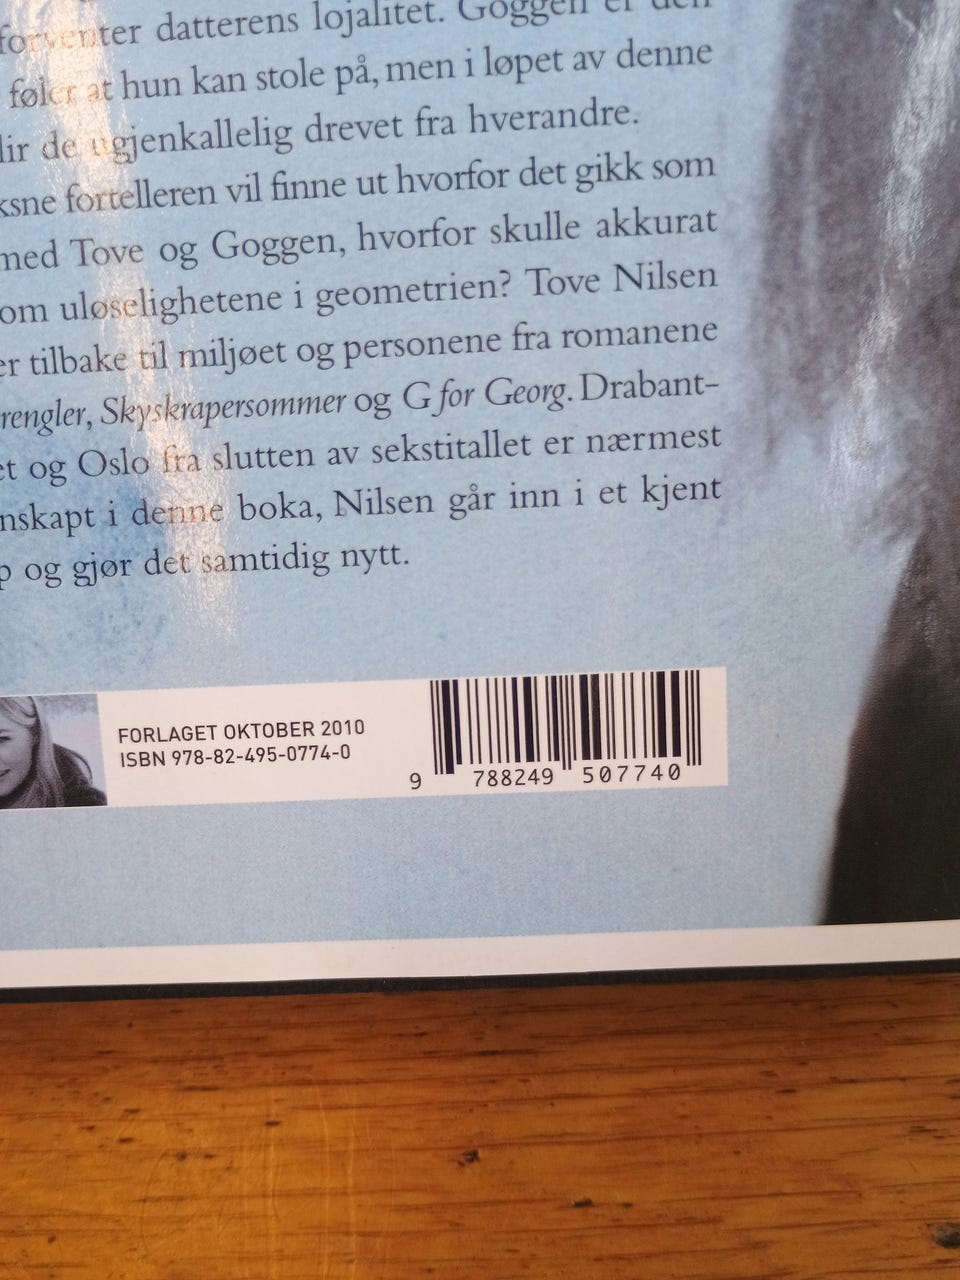 forventer datterens lojalitet. Goggen er den
føler at hun kan stole på, men i løpet av denne
de ugjenkallelig drevet fra hverandre.
fortelleren vil finne ut hvorfor det gikk som
med Tove og Goggen, hvorfor skulle akkurat
om uløselighetene i geometrien? Tove Nilsen
tilbake til miljøet og personene fra romanene
rengler, Skyskrapersommer og G for Georg. Drabant-
og Oslo fra slutten av sekstitallet er nærmest
nskapt i denne boka, Nilsen går inn i et kjent
og gjør det samtidig nytt.
FORLAGET OKTOBER 2010
ISBN 978-82-495-0774-0
9 788249 507740